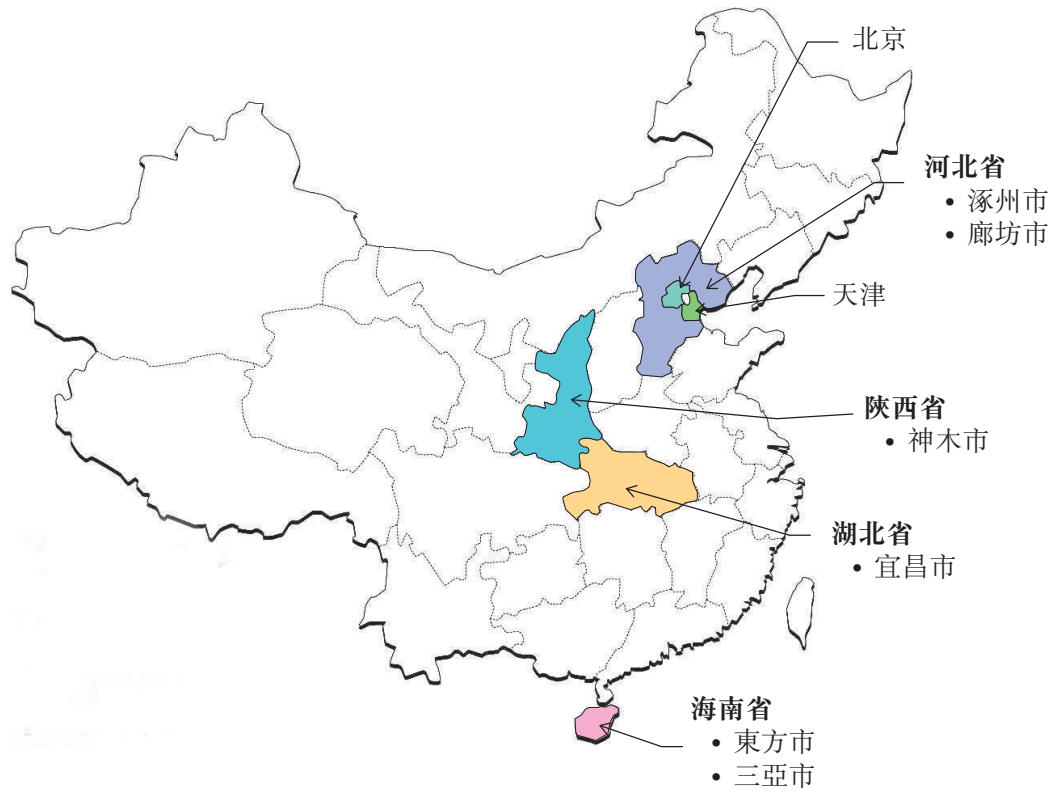 北京
河北省
• 涿州市
• 廊坊市
天津
陝西省
• 神木市
湖北省
• 宜昌市
海南省
• 東方市
• 三亞市